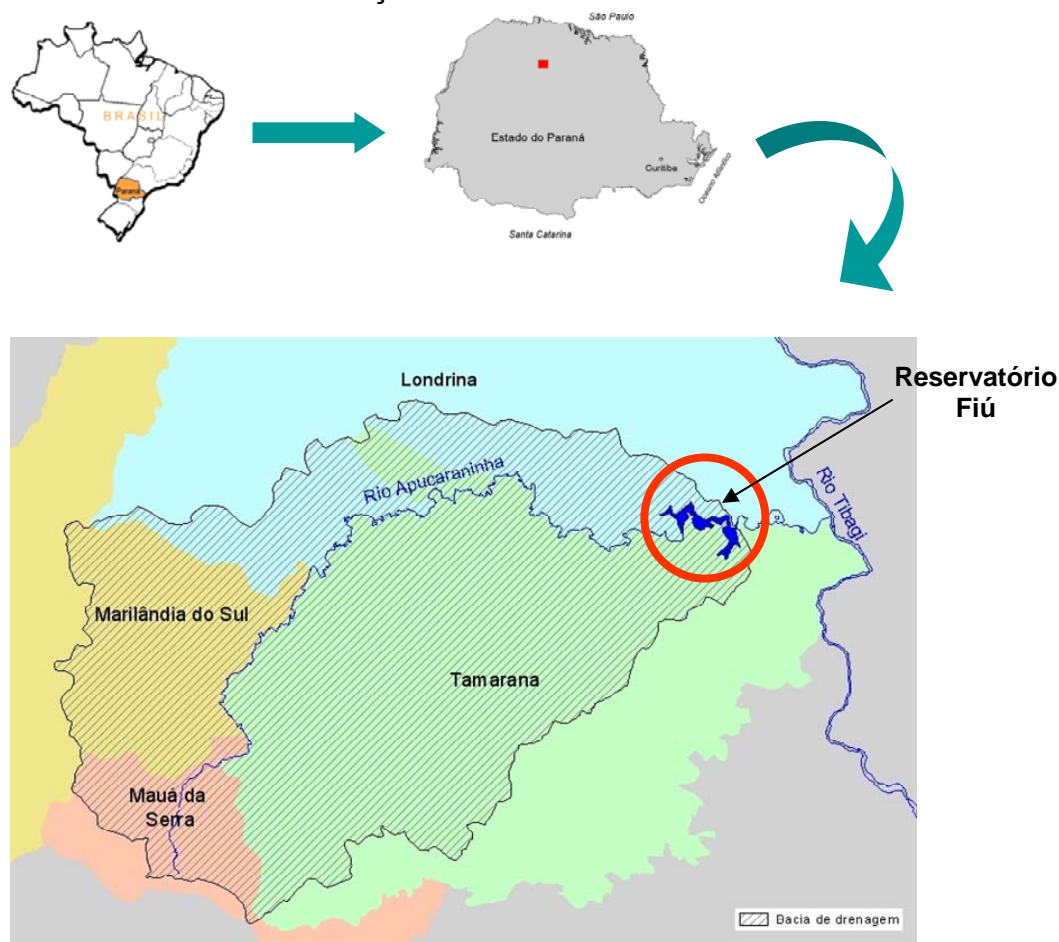 BRASIL
Paraná
São Paulo
Estado do Paraná
Curitiba
Oceano Atlântico
Santa Catarina
Reservatório
Fiú
Londrina
Rio Apucaraninha
Rio Tibagi
Marilândia do Sul
Tamarana
Mauá da
Serra
Bacia de drenagem